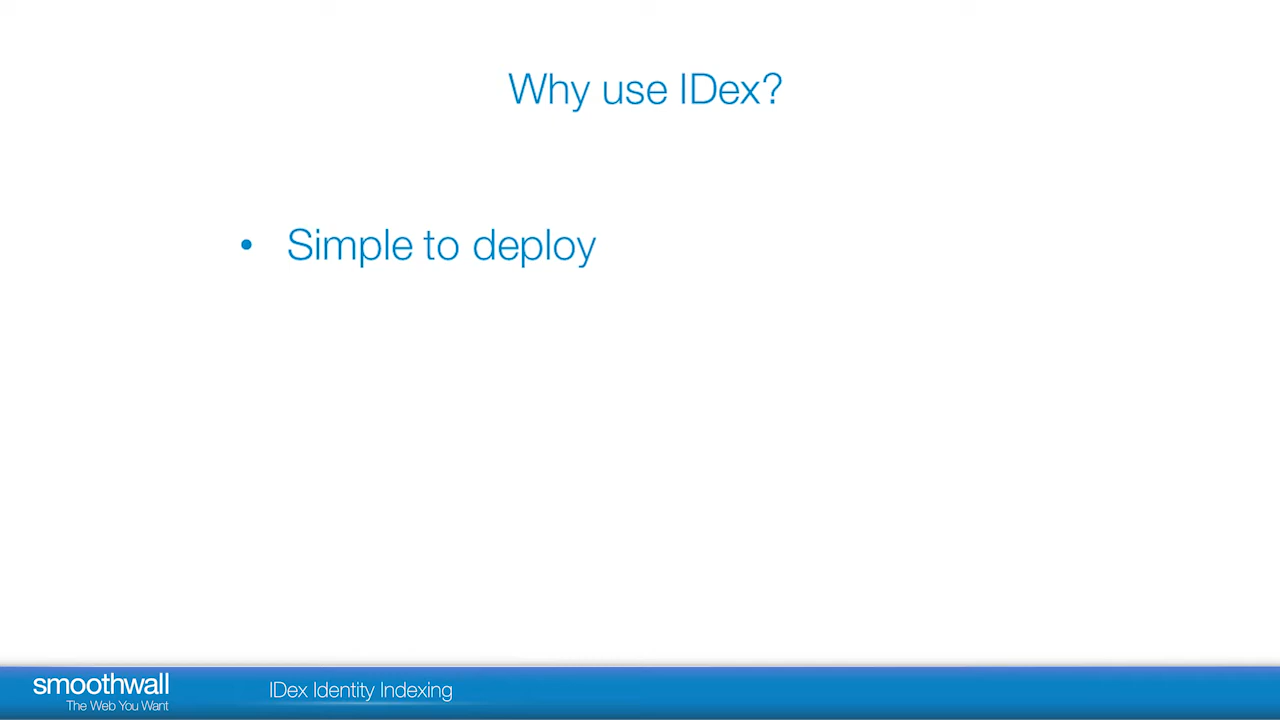 Why use IDex?
• Simple to deploy
smoothwall
The Web You Want
IDex Identity Indexing